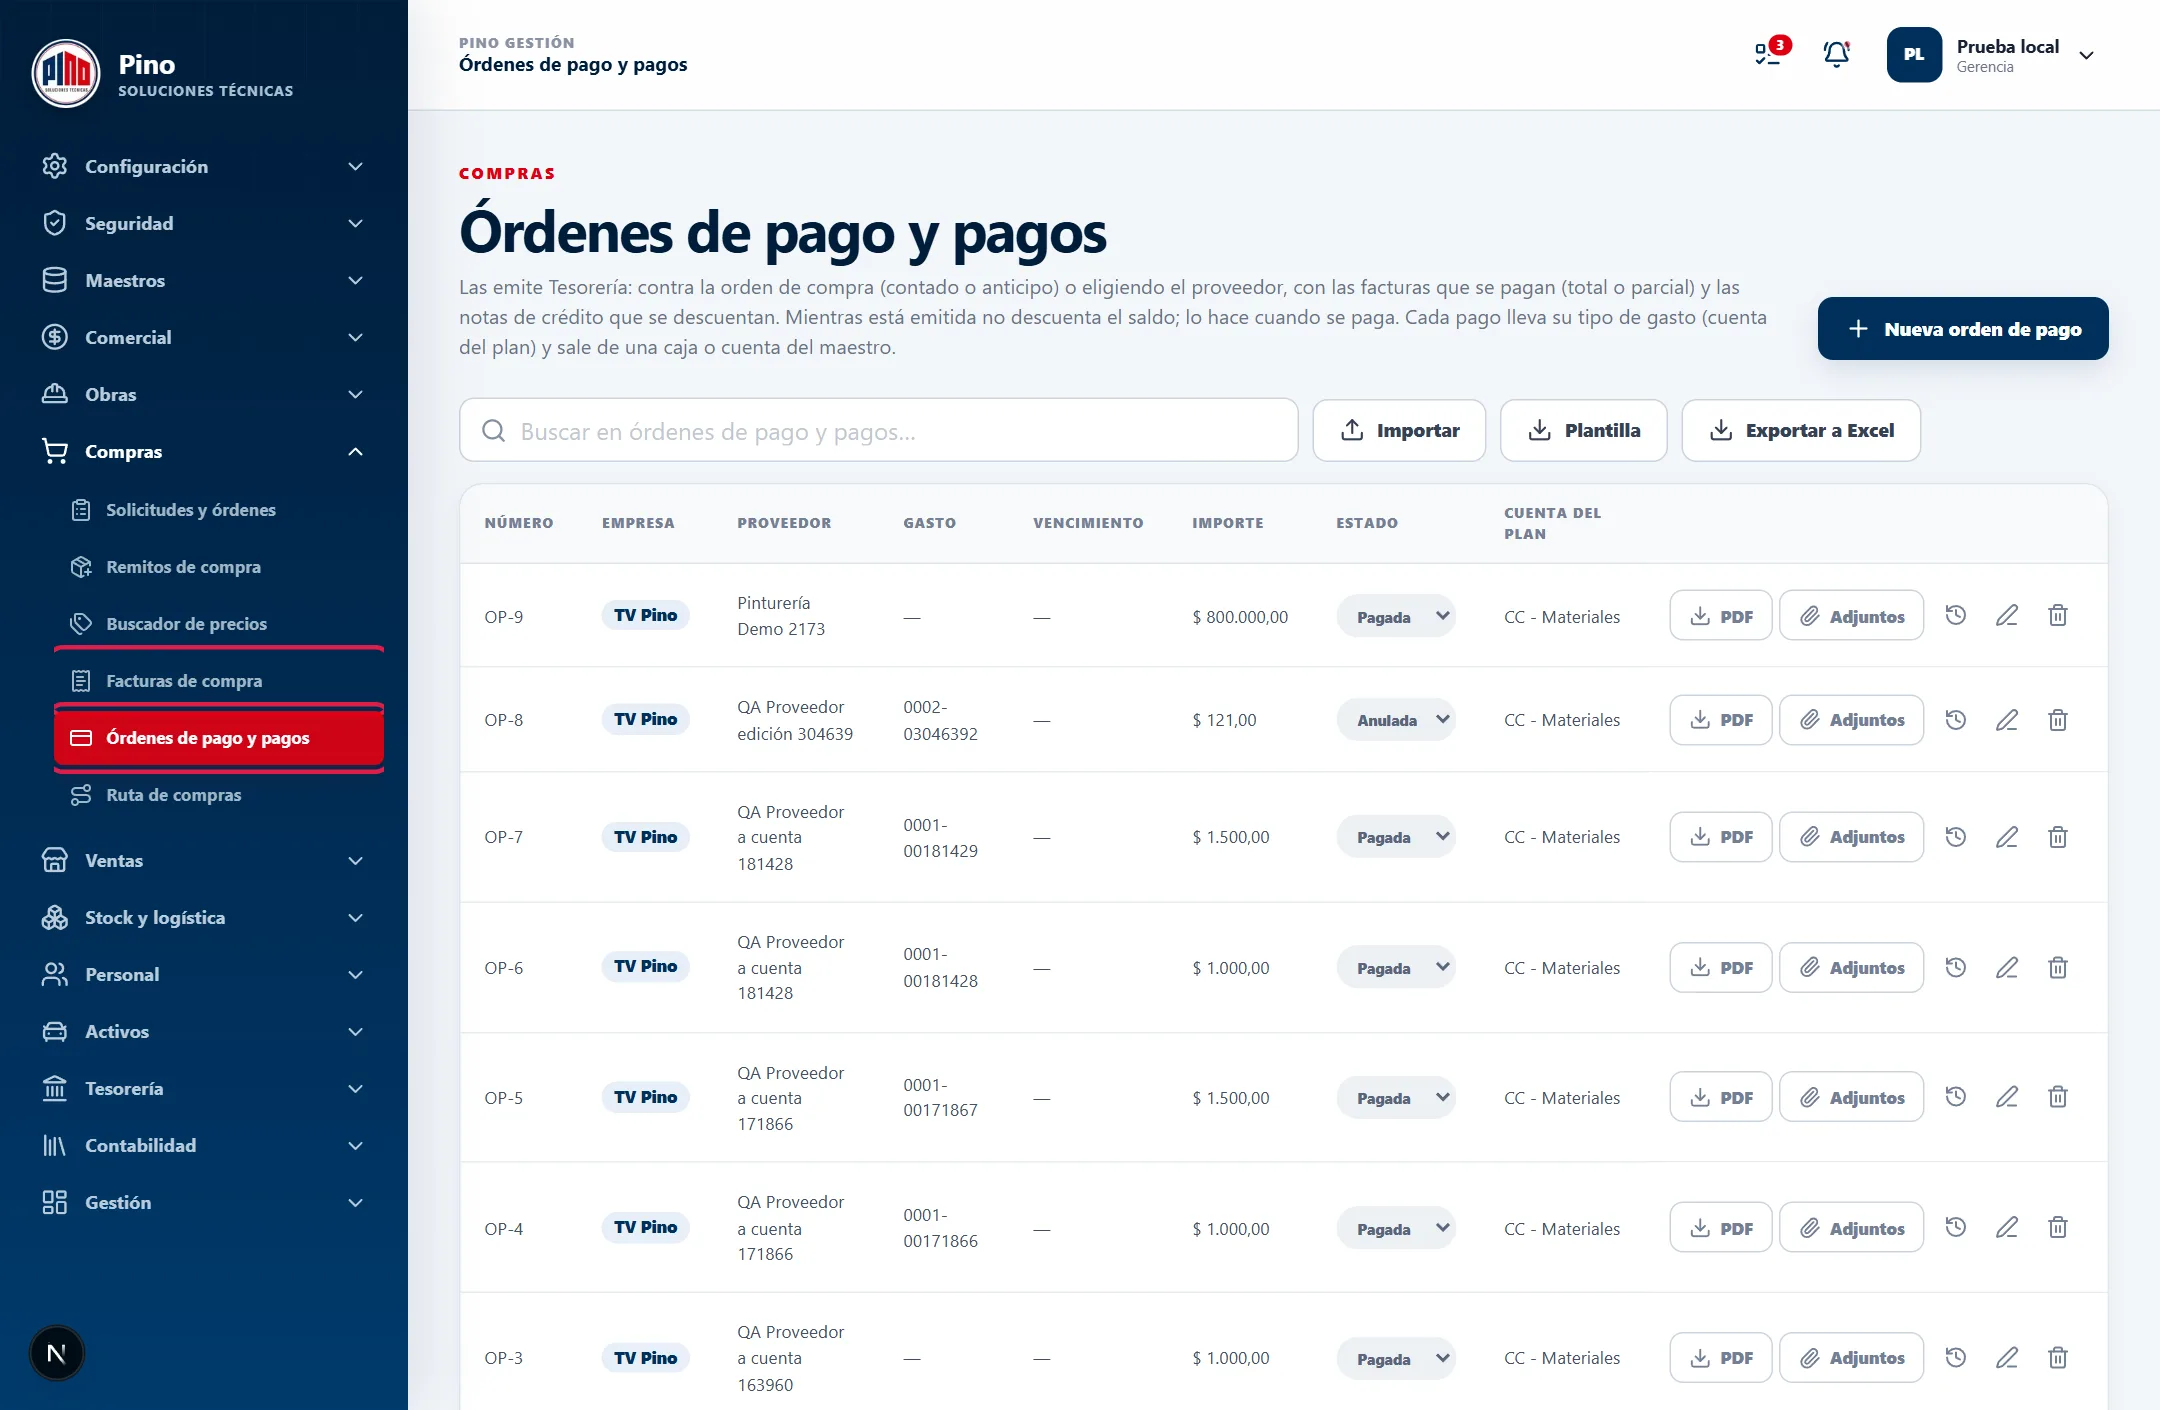 Pino
SOLUCIONES TÉCNICAS
Configuración
Seguridad
Maestros
Comercial
Obras
Compras
Solicitudes y órdenes
Remitos de compra
Buscador de precios
Facturas de compra
Órdenes de pago y pagos
Ruta de compras
Ventas
Stock y logística
Personal
Activos
Tesorería
Contabilidad
Gestión
N
PINO GESTIÓN
Órdenes de pago y pagos
3
PL
Prueba local
Gerencia
COMPRAS
Órdenes de pago y pagos
Las emite Tesorería: contra la orden de compra (contado o anticipo) o eligiendo el proveedor, con las facturas que se pagan (total o parcial) y las
notas de crédito que se descuentan. Mientras está emitida no descuenta el saldo; lo hace cuando se paga. Cada pago lleva su tipo de gasto (cuenta
del plan) y sale de una caja o cuenta del maestro.
Nueva orden de pago
Buscar en órdenes de pago y pagos...
Importar
Plantilla
Exportar a Excel
NÚMERO EMPRESA PROVEEDOR GASTO VENCIMIENTO IMPORTE ESTADO CUENTA DEL
PLAN
OP-9 TV Pino Pinturería
Demo 2173 — — $ 800.000,00 Pagada CC - Materiales PDF Adjuntos
OP-8 TV Pino QA Proveedor
edición 304639 0002-
03046392 — $ 121,00 Anulada CC - Materiales PDF Adjuntos
OP-7 TV Pino QA Proveedor
a cuenta
181428 0001-
00181429 — $ 1.500,00 Pagada CC - Materiales PDF Adjuntos
OP-6 TV Pino QA Proveedor
a cuenta
181428 0001-
00181428 — $ 1.000,00 Pagada CC - Materiales PDF Adjuntos
OP-5 TV Pino QA Proveedor
a cuenta
171866 0001-
00171867 — $ 1.500,00 Pagada CC - Materiales PDF Adjuntos
OP-4 TV Pino QA Proveedor
a cuenta
171866 0001-
00171866 — $ 1.000,00 Pagada CC - Materiales PDF Adjuntos
OP-3 TV Pino QA Proveedor
a cuenta
163960 — — $ 1.000,00 Pagada CC - Materiales PDF Adjuntos